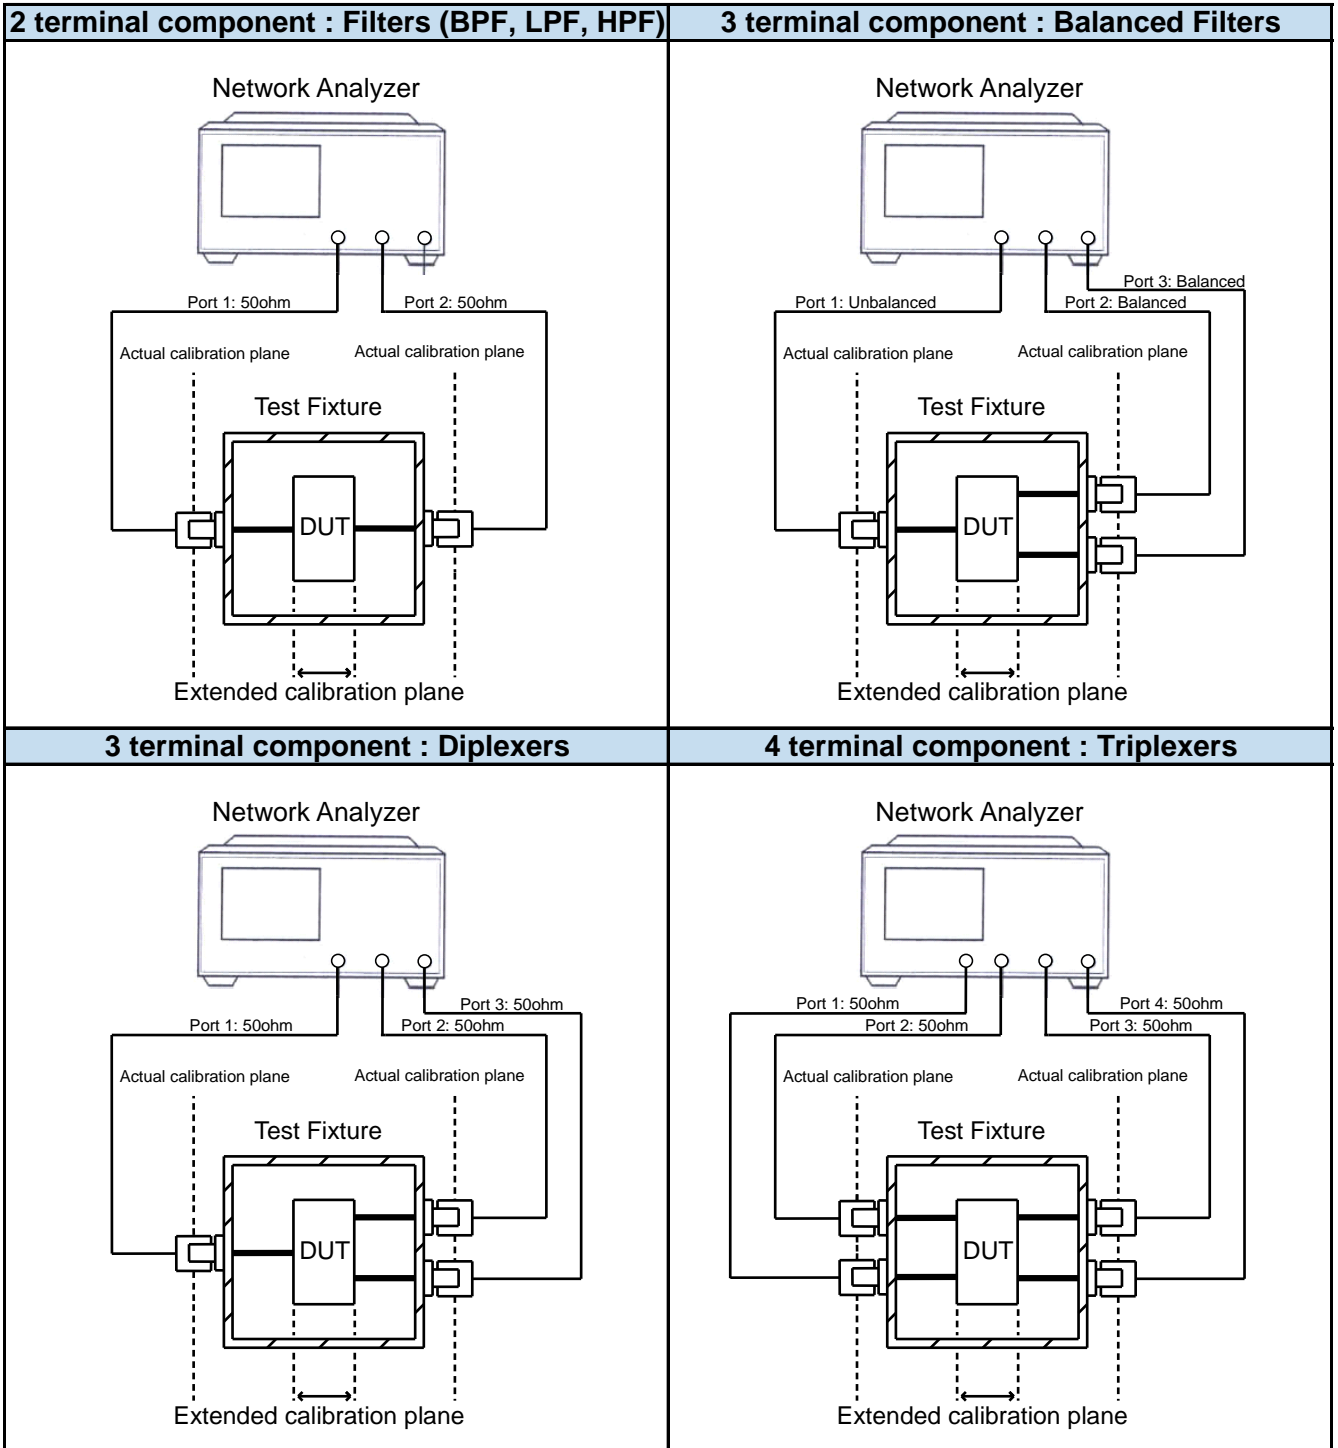 2 terminal component : Filters (BPF, LPF, HPF)
Network Analyzer
Port 1: 50ohm
Port 2: 50ohm
Actual calibration plane
Actual calibration plane
Test Fixture
DUT
Extended calibration plane
3 terminal component : Balanced Filters
Network Analyzer
Port 3: Balanced
Port 1: Unbalanced
Port 2: Balanced
Actual calibration plane
Actual calibration plane
Test Fixture
DUT
Extended calibration plane
3 terminal component : Diplexers
Network Analyzer
Port 3: 50ohm
Port 1: 50ohm
Port 2: 50ohm
Actual calibration plane
Actual calibration plane
Test Fixture
DUT
Extended calibration plane
4 terminal component : Triplexers
Network Analyzer
Port 1: 50ohm
Port 4: 50ohm
Port 2: 50ohm
Port 3: 50ohm
Actual calibration plane
Actual calibration plane
Test Fixture
DUT
Extended calibration plane